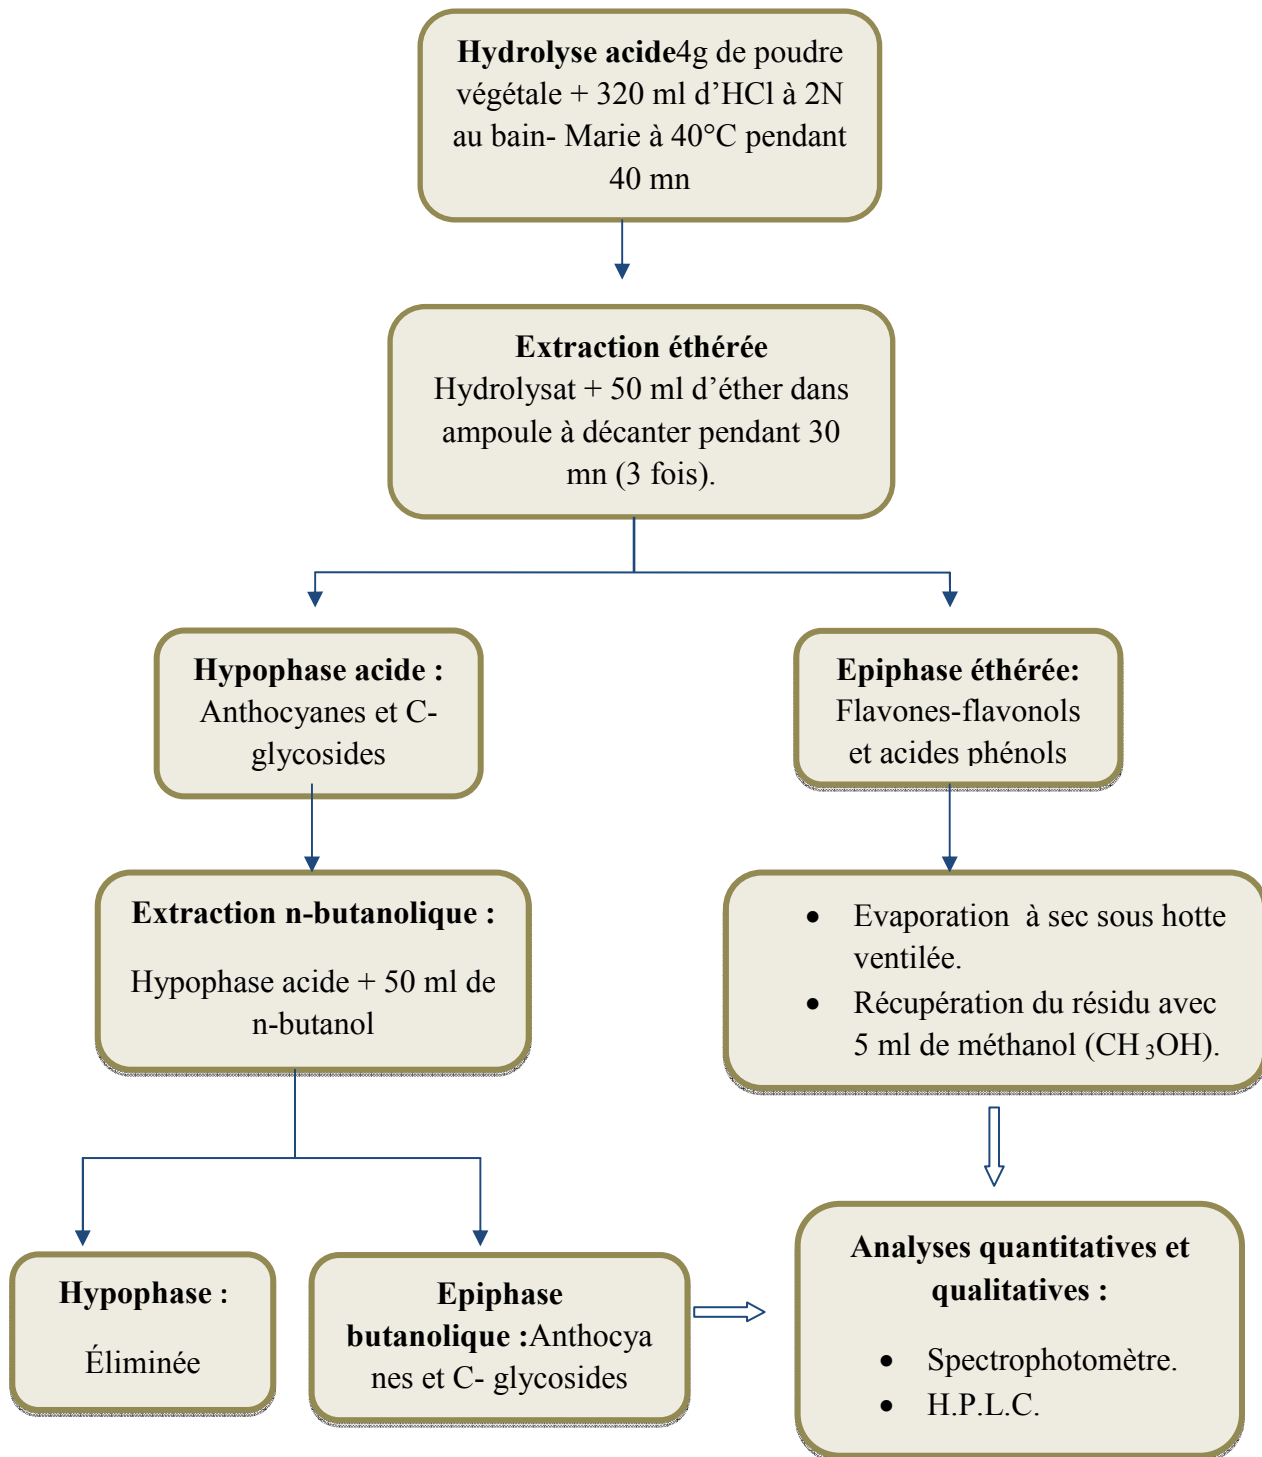 Hydrolyse acide4g de poudre
végétale + 320 ml d’HCl à 2N
au bain- Marie à 40°C pendant
40 mn
Extraction éthérée
Hydrolysat + 50 ml d’éther dans
ampoule à décanter pendant 30
mn (3 fois).
Hypophase acide :
Anthocyanes et C-
glycosides
Epiphase éthérée:
Flavones-flavonols
et acides phénols
Extraction n-butanolique :
Hypophase acide + 50 ml de
n-butanol
• Evaporation à sec sous hotte
ventilée.
• Récupération du résidu avec
5 ml de méthanol (CH 3OH).
Hypophase :
Éliminée
Epiphase
butanolique :Anthocya
nes et C- glycosides
Analyses quantitatives et
qualitatives :
• Spectrophotomètre.
• H.P.L.C.